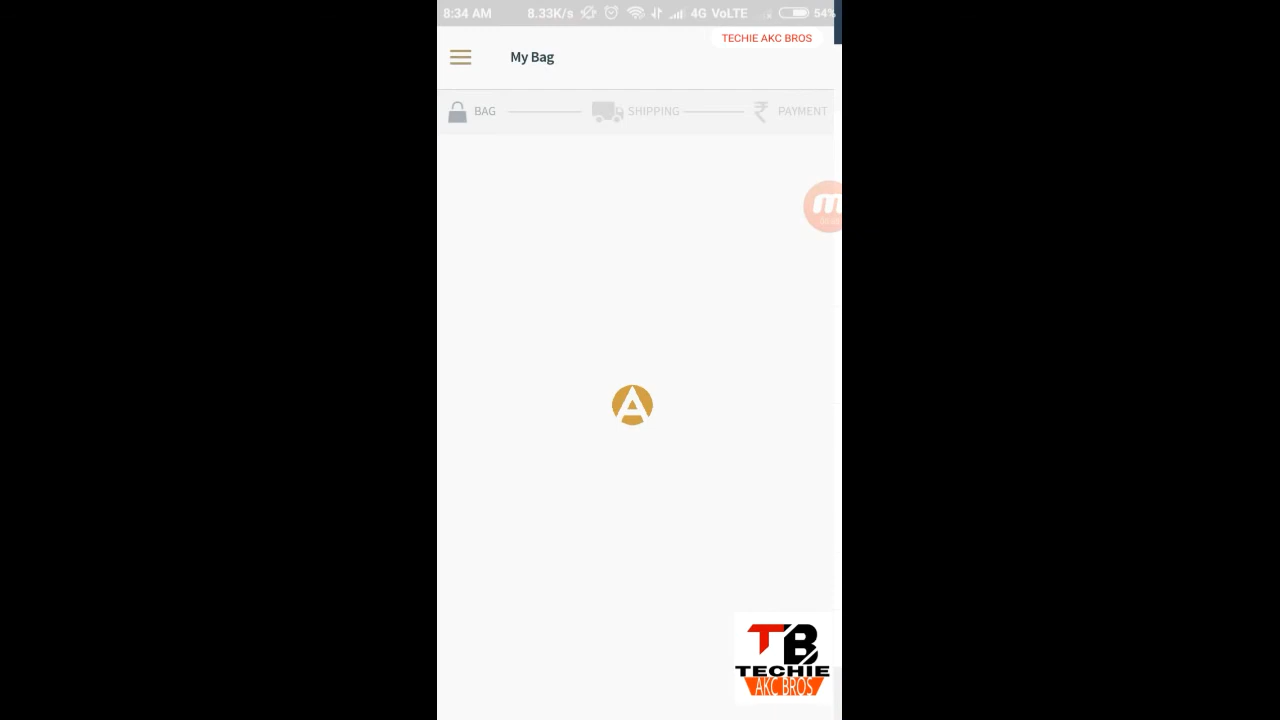 8:34 AM 8.33K/s 4G VoLTE 54%
TECHIE AKC BROS
My Bag
BAG SHIPPING ₹ PAYMENT
A
TB
TECHIE
AKC BROS